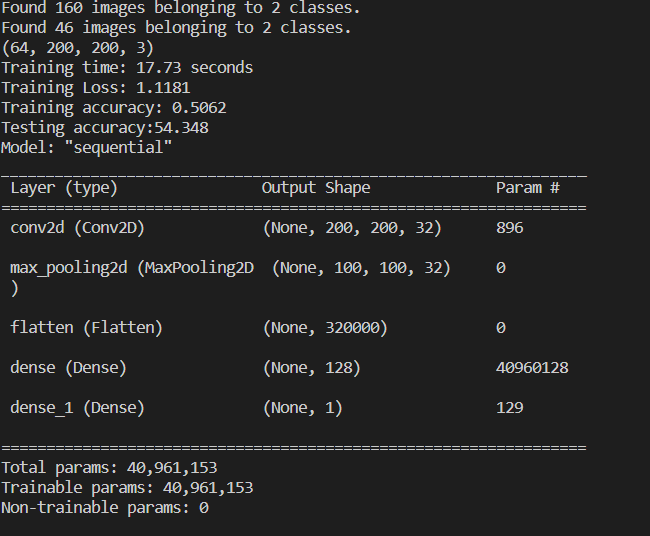 Found 160 images belonging to 2 classes.
Found 46 images belonging to 2 classes.
(64, 200, 200, 3)
Training time: 17.73 seconds
Training Loss: 1.1181
Training accuracy: 0.5062
Testing accuracy:54.348
Model: "sequential"
_________________________________________________________________
 Layer (type)                Output Shape              Param #
=================================================================
 conv2d (Conv2D)             (None, 200, 200, 32)      896
 max_pooling2d (MaxPooling2D  (None, 100, 100, 32)     0
 )
 flatten (Flatten)           (None, 320000)            0
 dense (Dense)               (None, 128)               40960128
 dense_1 (Dense)             (None, 1)                 129
=================================================================
Total params: 40,961,153
Trainable params: 40,961,153
Non-trainable params: 0